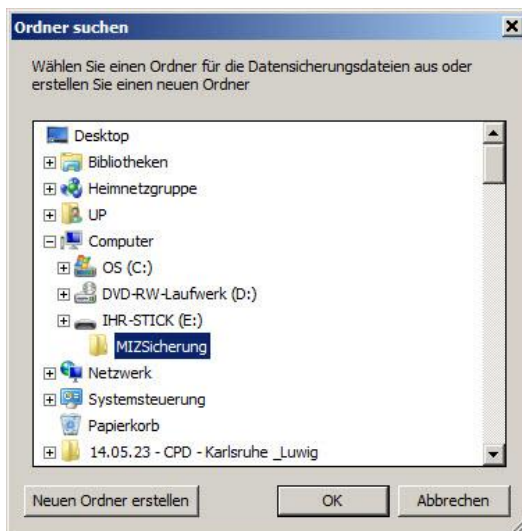 Ordner suchen
Wählen Sie einen Ordner für die Datensicherungsdateien aus oder
erstellen Sie einen neuen Ordner
Desktop
Bibliotheken
Heimnetzgruppe
UP
Computer
OS (C:)
DVD-RW-Laufwerk (D:)
IHR-STICK (E:)
MIZSicherung
Netzwerk
Systemsteuerung
Papierkorb
14.05.23 - CPD - Karlsruhe _Luwig
Neuen Ordner erstellen OK Abbrechen